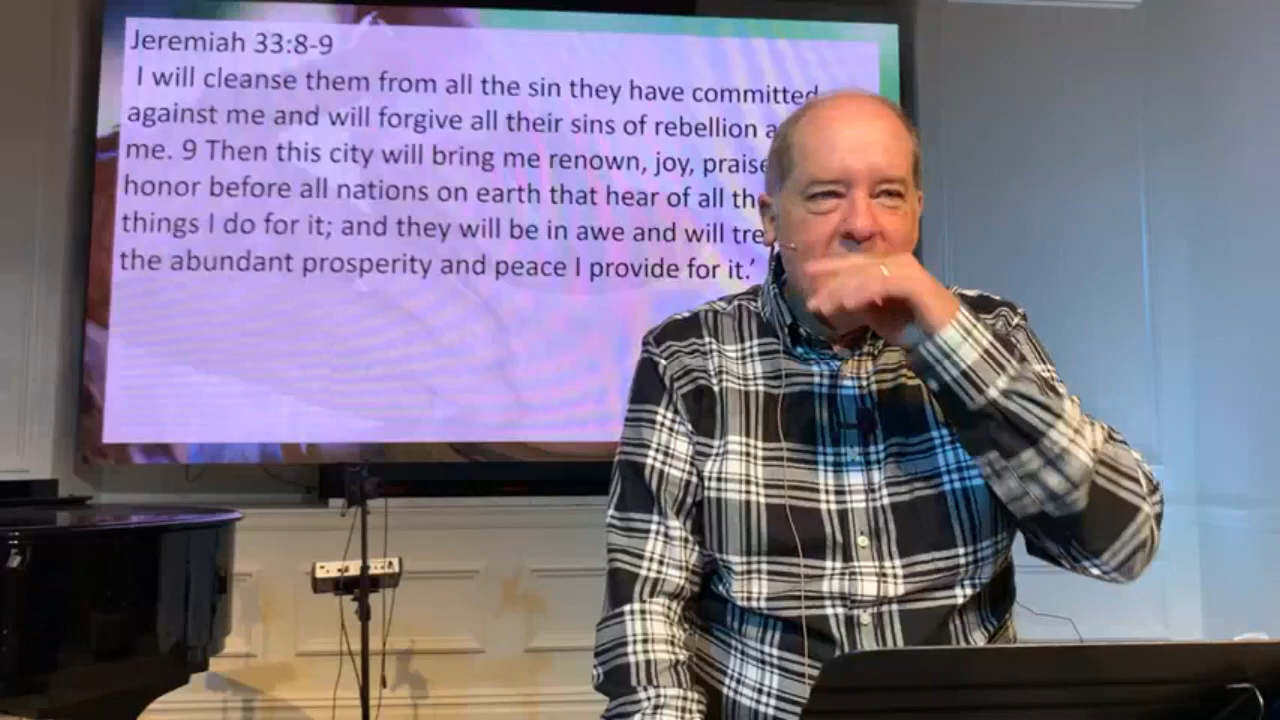 Jeremiah 33:8-9
I will cleanse them from all the sin they have committed
against me and will forgive all their sins of rebellion
me. 9 Then this city will bring me renown, joy, praise
honor before all nations on earth that hear of all
things I do for it; and they will be in awe and will
the abundant prosperity and peace I provide for it.’